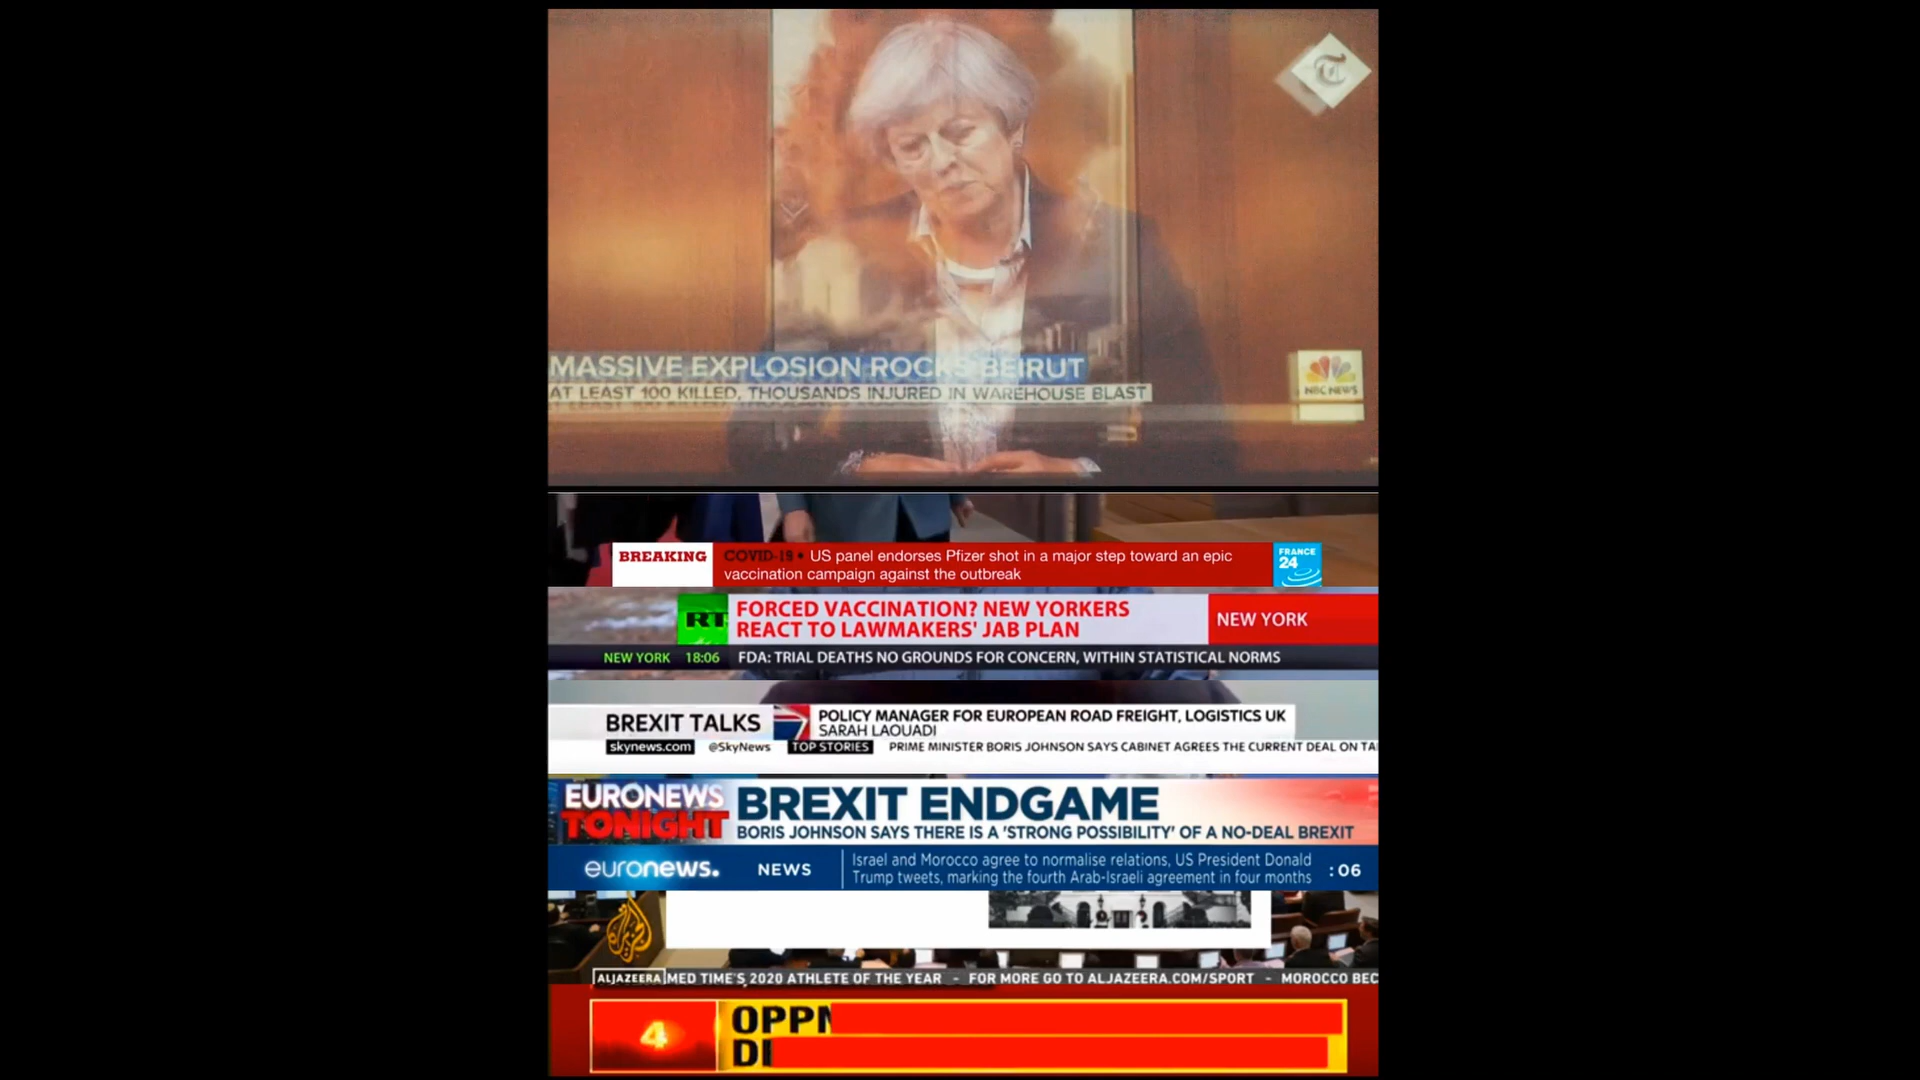 T
MASSIVE EXPLOSION ROCKS BEIRUT
AT LEAST 100 KILLED, THOUSANDS INJURED IN WAREHOUSE BLAST
NBC NEWS
BREAKING
COVID-19 • US panel endorses Pfizer shot in a major step toward an epic
vaccination campaign against the outbreak
FRANCE
24
RT
FORCED VACCINATION? NEW YORKERS
REACT TO LAWMAKERS' JAB PLAN
NEW YORK
NEW YORK 18:06 FDA: TRIAL DEATHS NO GROUNDS FOR CONCERN, WITHIN STATISTICAL NORMS
BREXIT TALKS
POLICY MANAGER FOR EUROPEAN ROAD FREIGHT, LOGISTICS UK
SARAH LAOUADI
skynews.com @SkyNews TOP STORIES PRIME MINISTER BORIS JOHNSON SAYS CABINET AGREES THE CURRENT DEAL ON TA
EURONEWS
TONIGHT
BREXIT ENDGAME
BORIS JOHNSON SAYS THERE IS A 'STRONG POSSIBILITY' OF A NO-DEAL BREXIT
euronews. NEWS
Israel and Morocco agree to normalise relations, US President Donald
Trump tweets, marking the fourth Arab-Israeli agreement in four months
:06
ALJAZEERA MED TIME'S 2020 ATHLETE OF THE YEAR - FOR MORE GO TO ALJAZEERA.COM/SPORT - MOROCCO BEC
4
OPP
DI